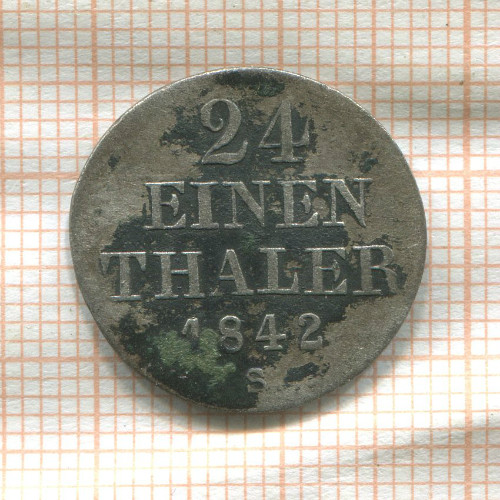 24
EINEN
THALER
1842
S